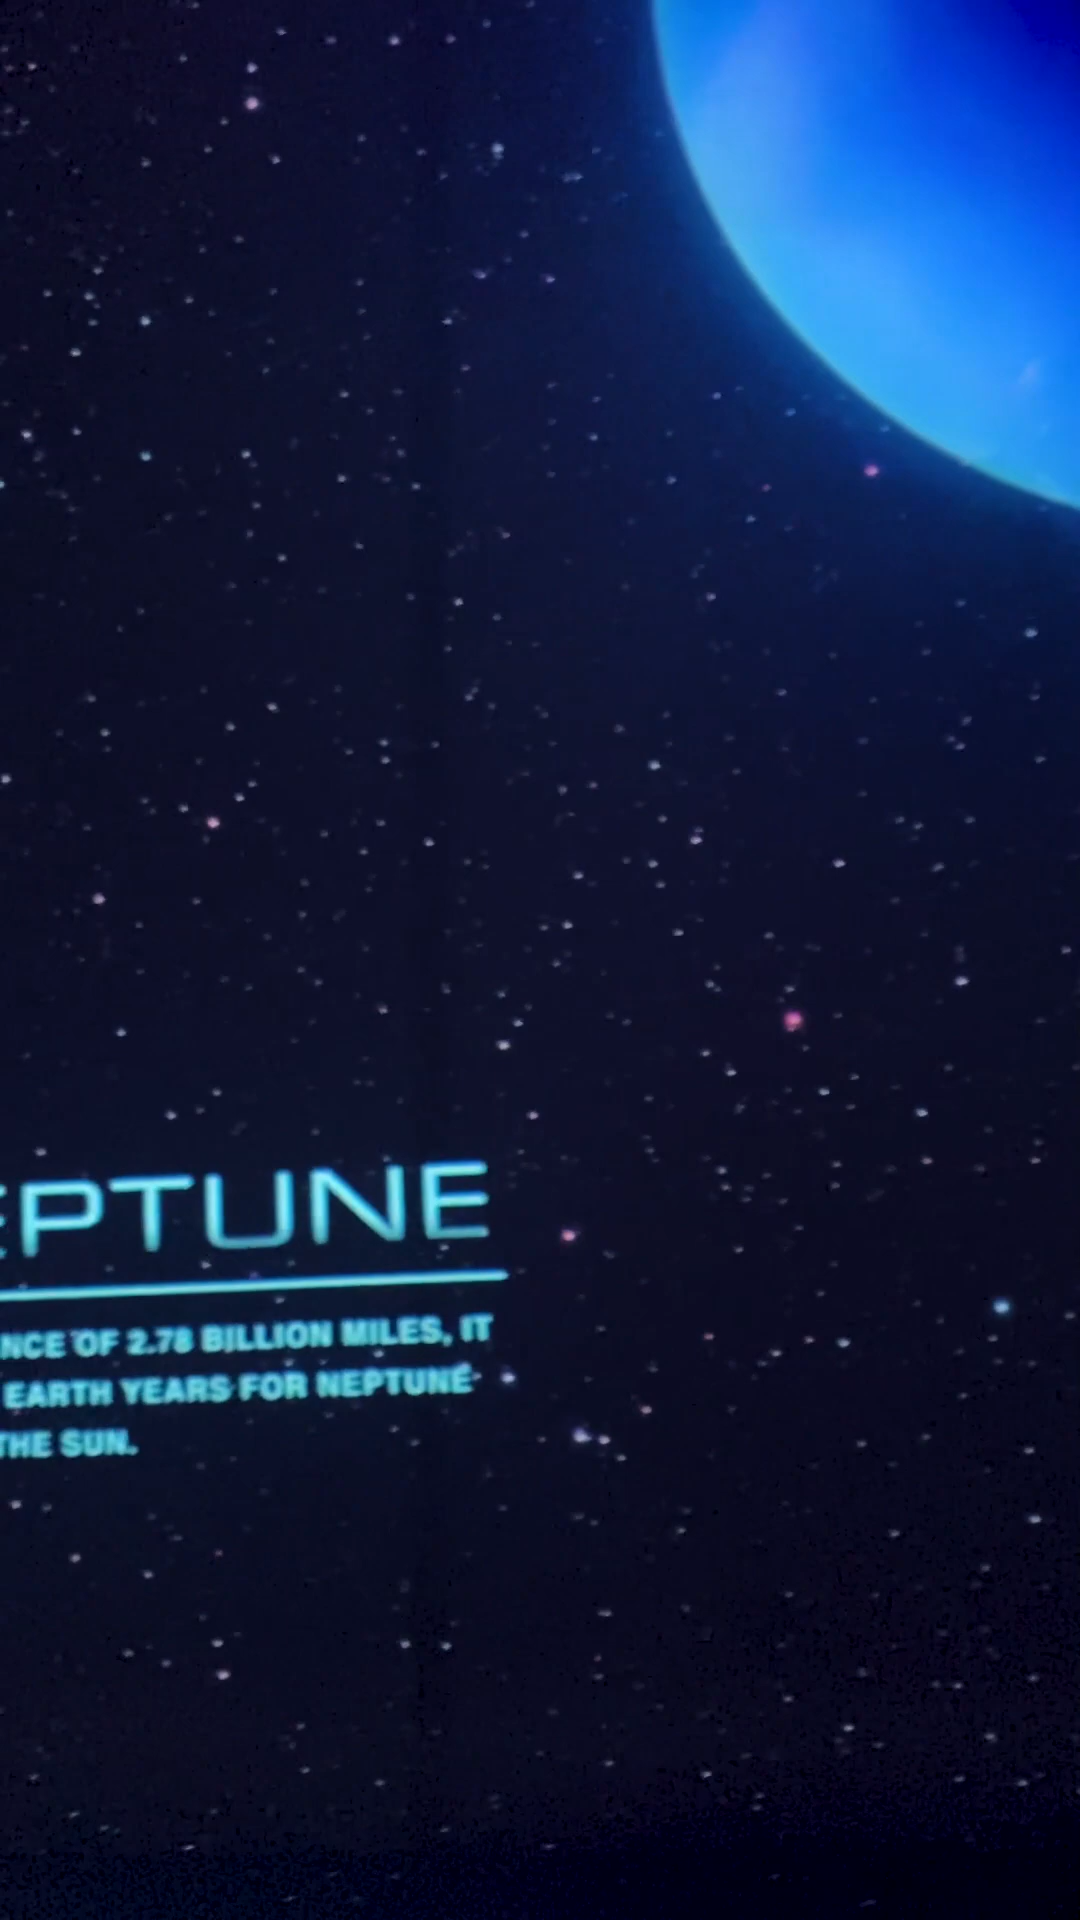 EPTUNE
NCE OF 2.78 BILLION MILES, IT
EARTH YEARS FOR NEPTUNE
THE SUN.